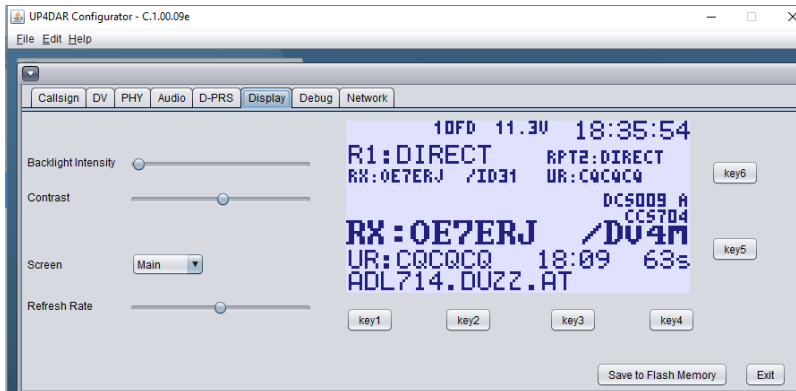 UP4DAR Configurator - C.1.00.09e
File Edit Help
Callsign DV PHY Audio D-PRS Display Debug Network
10FD 11.3V 18:35:54
R1:DIRECT RPT2:DIRECT
RX:OE7ERJ /ID31 UR:CQCQCQ
DCS009 A
CCS704
RX:OE7ERJ /DV4M
UR:CQCQCQ 18:09 63s
ADL714.DUZZ.AT
Backlight Intensity
Contrast
Screen Main
Refresh Rate
key6
key5
key1 key2 key3 key4
Save to Flash Memory Exit